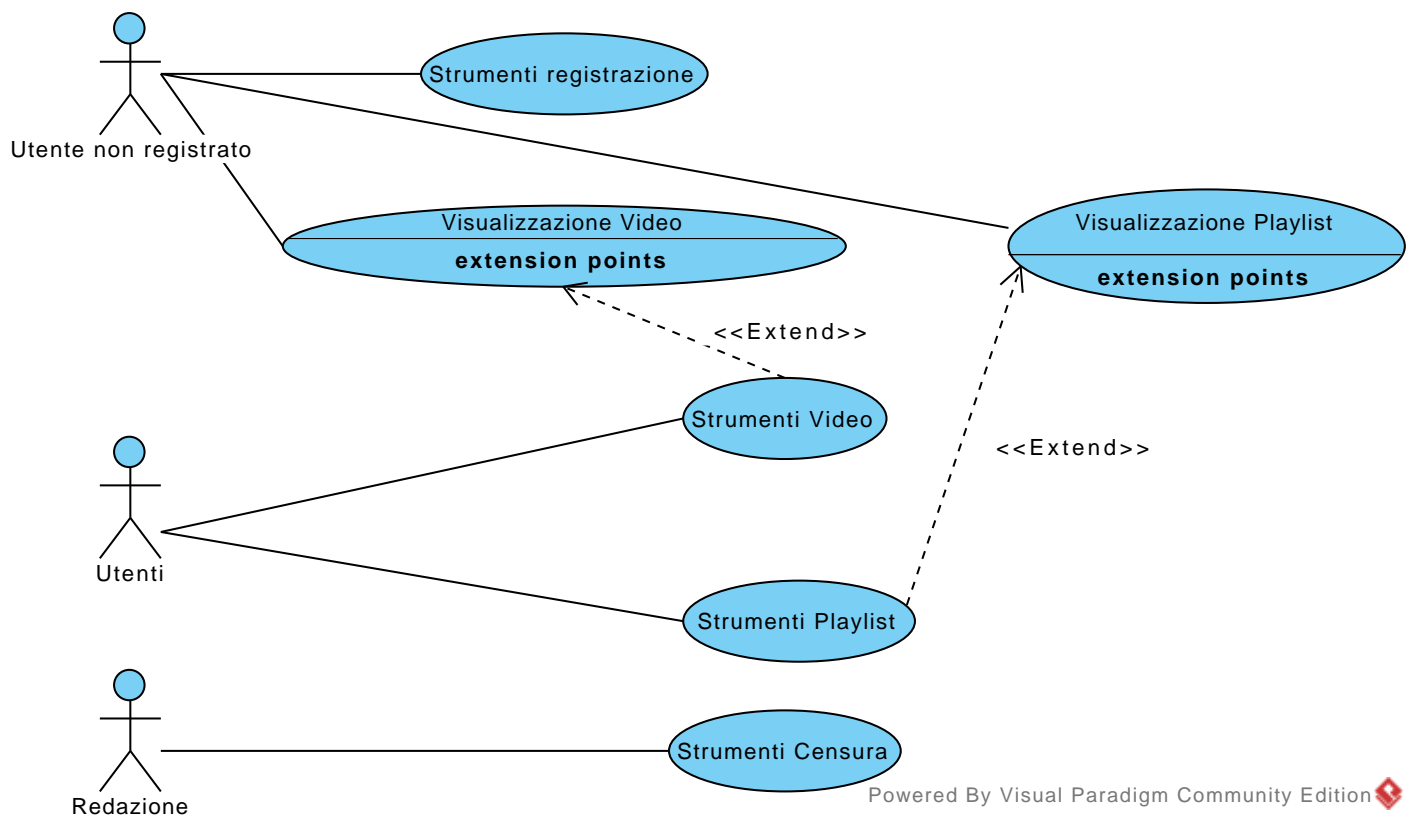 Strumenti registrazione
Utente non registrato
Visualizzazione Video
extension points
Visualizzazione Playlist
extension points
<<Extend>>
Strumenti Video
<<Extend>>
Utenti
Strumenti Playlist
Strumenti Censura
Redazione
Powered By Visual Paradigm Community Edition